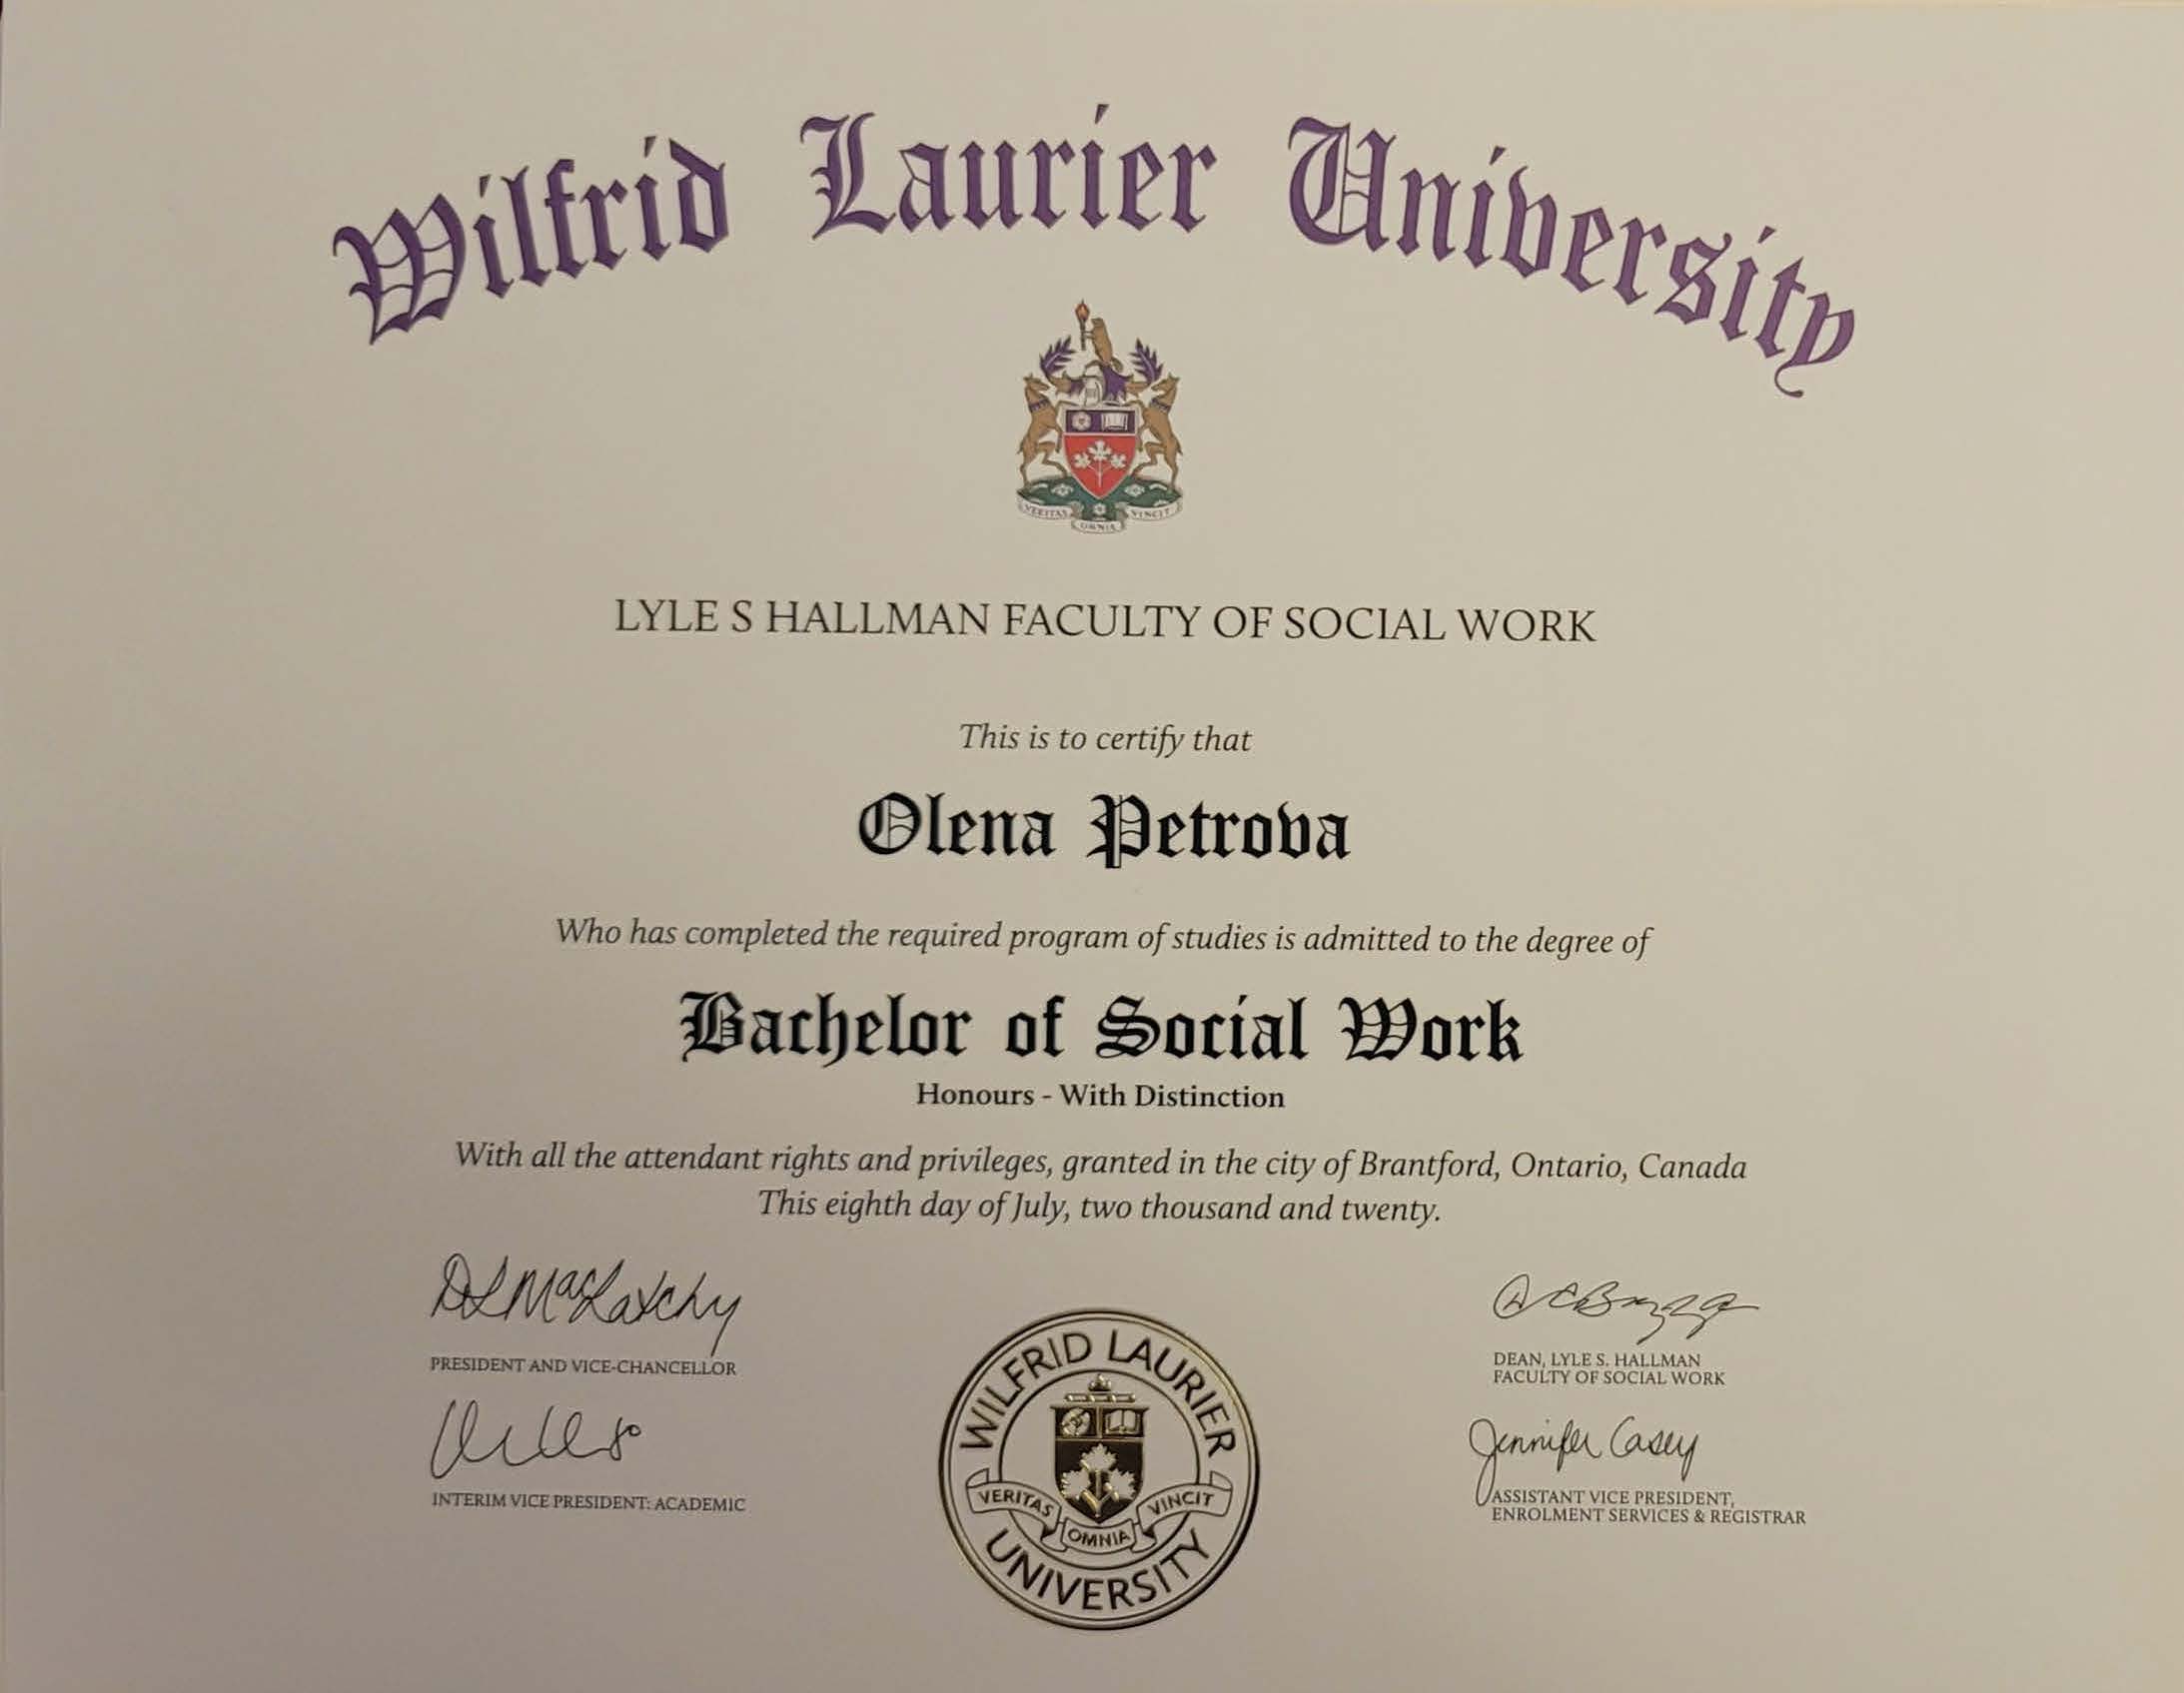 Wilfrid Laurier University
VERITAS OMNIA VINCIT
LYLE S HALLMAN FACULTY OF SOCIAL WORK
This is to certify that
Olena Petrova
Who has completed the required program of studies is admitted to the degree of
Bachelor of Social Work
Honours - With Distinction
With all the attendant rights and privileges, granted in the city of Brantford, Ontario, Canada
This eighth day of July, two thousand and twenty.
DLMacLatchy
PRESIDENT AND VICE-CHANCELLOR
INTERIM VICE PRESIDENT: ACADEMIC
WILFRID LAURIER
VERITAS OMNIA VINCIT
UNIVERSITY
DEAN, LYLE S. HALLMAN
FACULTY OF SOCIAL WORK
Jennifer Casey
ASSISTANT VICE PRESIDENT,
ENROLMENT SERVICES & REGISTRAR